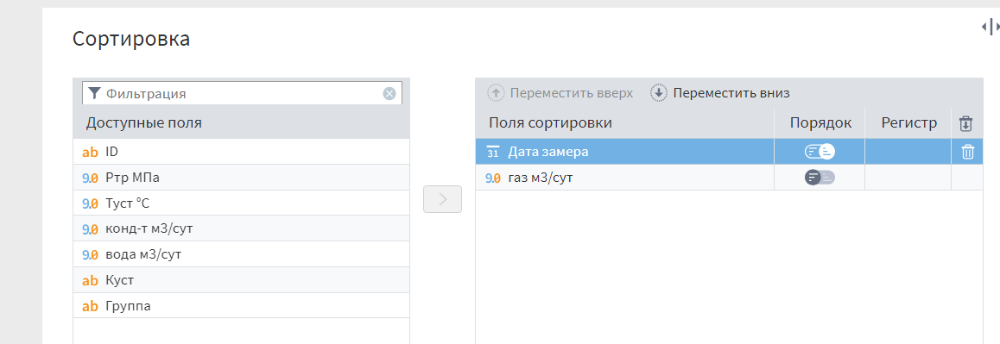 Сортировка
Фильтрация
Доступные поля
ab ID
9.0 Ртр МПа
9.0 Туст °C
9.0 конд-т м3/сут
9.0 вода м3/сут
ab Куст
ab Группа
Переместить вверх Переместить вниз
Поля сортировки Порядок Регистр
31 Дата замера
9.0 газ м3/сут